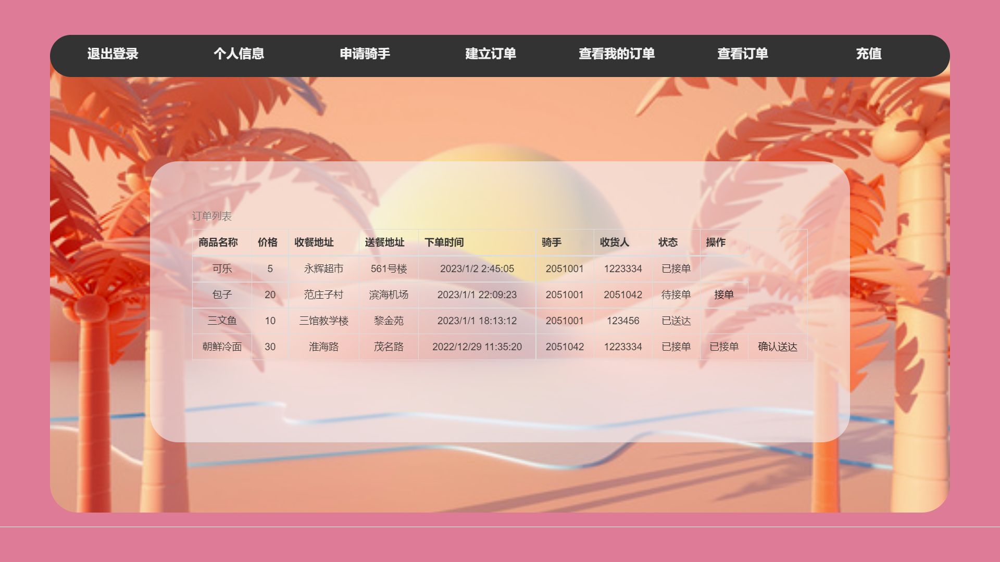 退出登录 个人信息 申请骑手 建立订单 查看我的订单 查看订单 充值
订单列表
商品名称 价格 收餐地址 送餐地址 下单时间 骑手 收货人 状态 操作
可乐 5 永辉超市 561号楼 2023/1/2 2:45:05 2051001 1223334 已接单
包子 20 范庄子村 滨海机场 2023/1/1 22:09:23 2051001 2051042 待接单 接单
三文鱼 10 三馆教学楼 黎金苑 2023/1/1 18:13:12 2051001 123456 已送达
朝鲜冷面 30 淮海路 茂名路 2022/12/29 11:35:20 2051042 1223334 已接单 已接单 确认送达